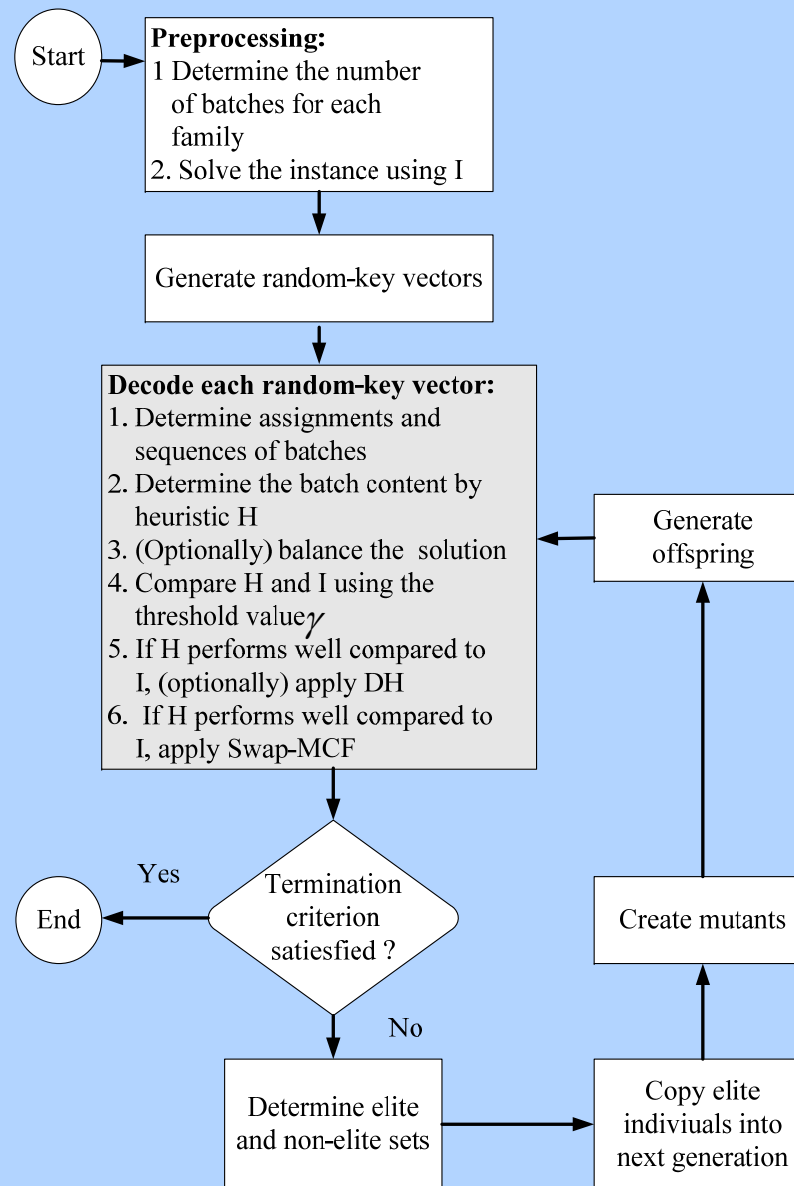 Start
Preprocessing:
1 Determine the number
of batches for each
family
2. Solve the instance using I
Generate random-key vectors
Decode each random-key vector:
1. Determine assignments and
sequences of batches
2. Determine the batch content by
heuristic H
3. (Optionally) balance the solution
4. Compare H and I using the
threshold value γ
5. If H performs well compared to
I, (optionally) apply DH
6. If H performs well compared to
I, apply Swap-MCF
Termination
criterion
satiesfied ?
Yes
End
No
Determine elite
and non-elite sets
Copy elite
indiviuals into
next generation
Create mutants
Generate
offspring